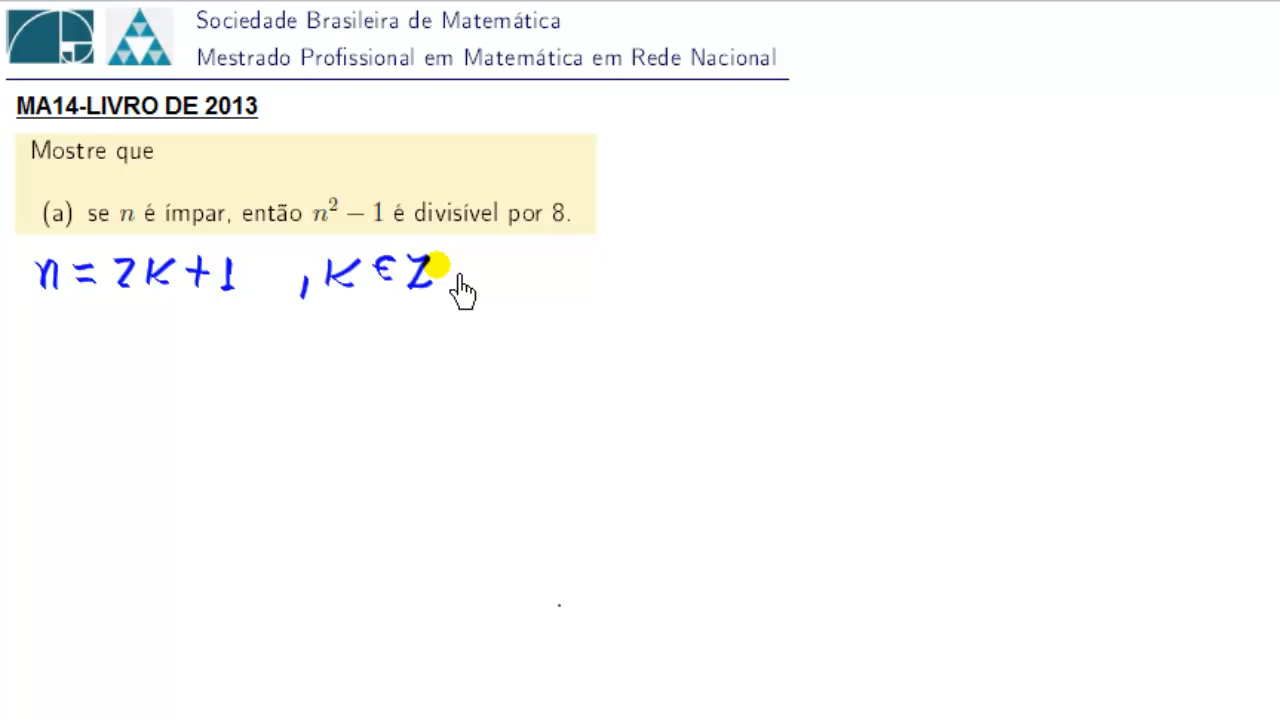 Sociedade Brasileira de Matemática
Mestrado Profissional em Matemática em Rede Nacional
MA14-LIVRO DE 2013
Mostre que
(a) se n é ímpar, então n² − 1 é divisível por 8.
n = 2K + 1 , K ∈ Z